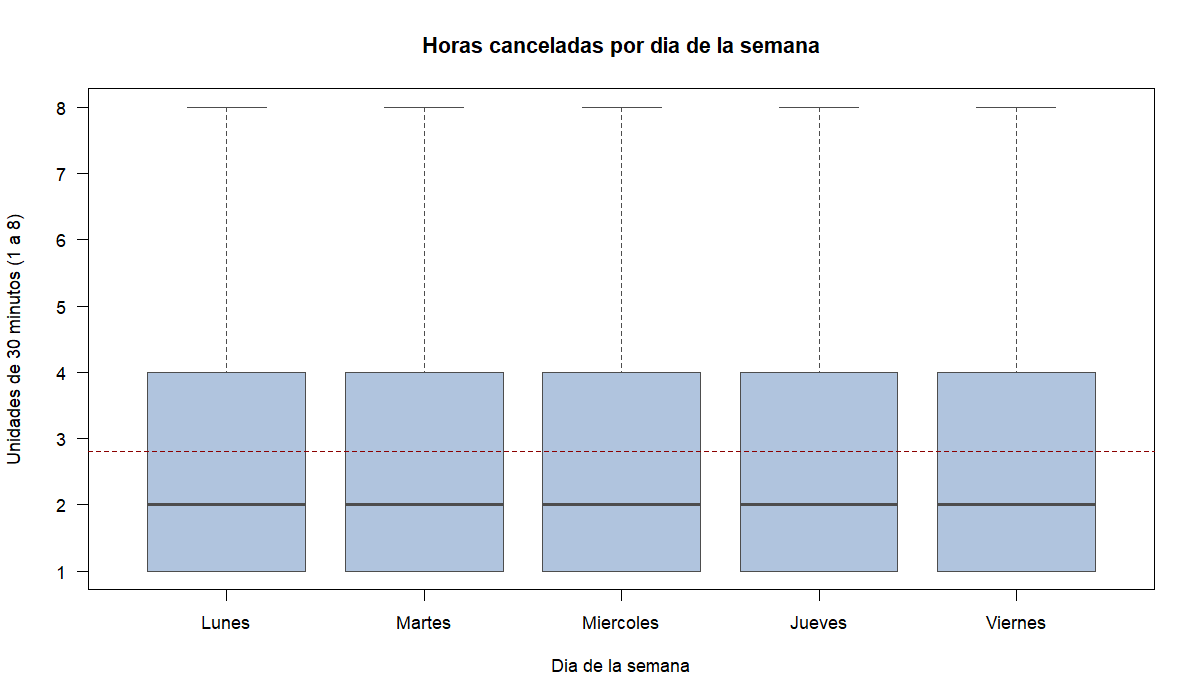 Horas canceladas por dia de la semana
Unidades de 30 minutos (1 a 8)
8
7
6
5
4
3
2
1
Lunes Martes Miercoles Jueves Viernes
Dia de la semana